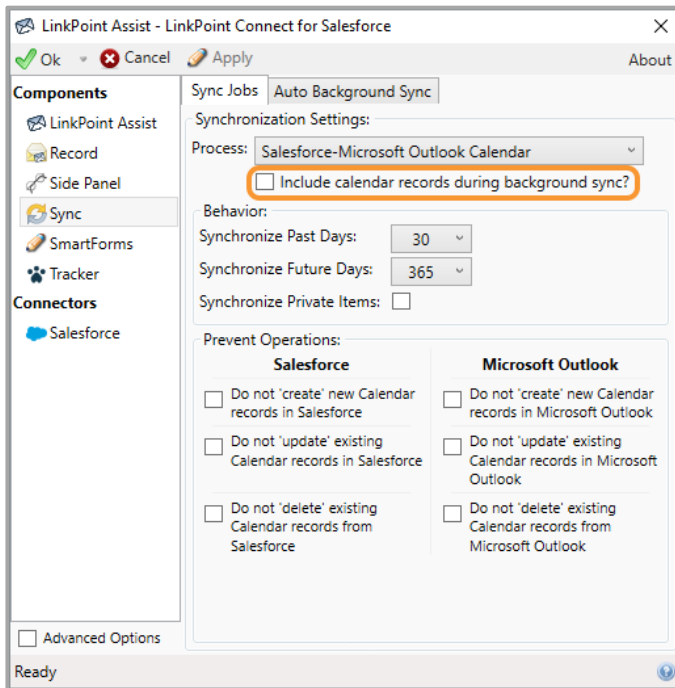 LinkPoint Assist - LinkPoint Connect for Salesforce
Ok Cancel Apply About
Components
LinkPoint Assist
Record
Side Panel
Sync
SmartForms
Tracker
Connectors
Salesforce
Advanced Options
Sync Jobs Auto Background Sync
Synchronization Settings:
Process: Salesforce-Microsoft Outlook Calendar
Include calendar records during background sync?
Behavior:
Synchronize Past Days: 30
Synchronize Future Days: 365
Synchronize Private Items:
Prevent Operations:
Salesforce
Do not 'create' new Calendar
records in Salesforce
Do not 'update' existing
Calendar records in Salesforce
Do not 'delete' existing
Calendar records from
Salesforce
Microsoft Outlook
Do not 'create' new Calendar
records in Microsoft Outlook
Do not 'update' existing
Calendar records in Microsoft
Outlook
Do not 'delete' existing
Calendar records from
Microsoft Outlook
Ready